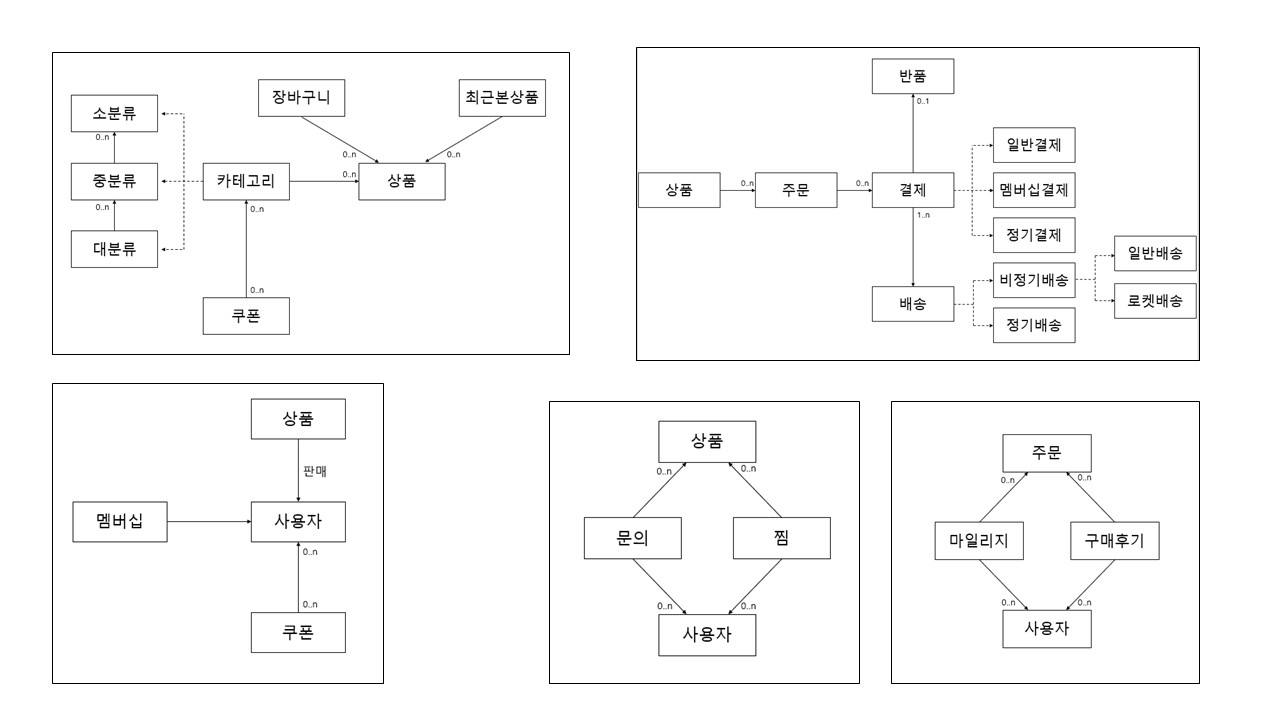 장바구니
최근본상품
소분류
0..n
0..n
0..n
중분류
카테고리
0..n
상품
0..n
0..n
대분류
0..n
쿠폰
반품
0..1
일반결제
상품
0..n
주문
0..n
결제
멤버십결제
1..n
정기결제
일반배송
비정기배송
배송
로켓배송
정기배송
상품
판매
멤버십
사용자
0..n
0..n
쿠폰
상품
0..n
0..n
문의
찜
0..n
0..n
사용자
주문
0..n
0..n
마일리지
구매후기
0..n
0..n
사용자